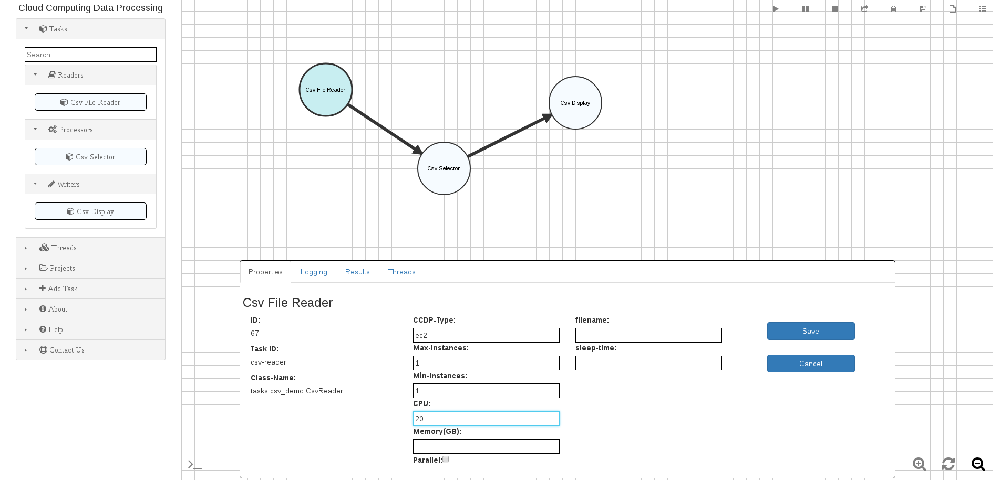 Cloud Computing Data Processing
Tasks
Search
Readers
Csv File Reader
Processors
Csv Selector
Writers
Csv Display
Threads
Projects
Add Task
About
Help
Contact Us
Csv File Reader
Csv Display
Csv Selector
Properties
Logging
Results
Threads
Csv File Reader
ID:
67
Task ID:
csv-reader
Class-Name:
tasks.csv_demo.CsvReader
CCDP-Type:
ec2
Max-Instances:
1
Min-Instances:
1
CPU:
20
Memory(GB):
Parallel:
filename:
sleep-time:
Save
Cancel